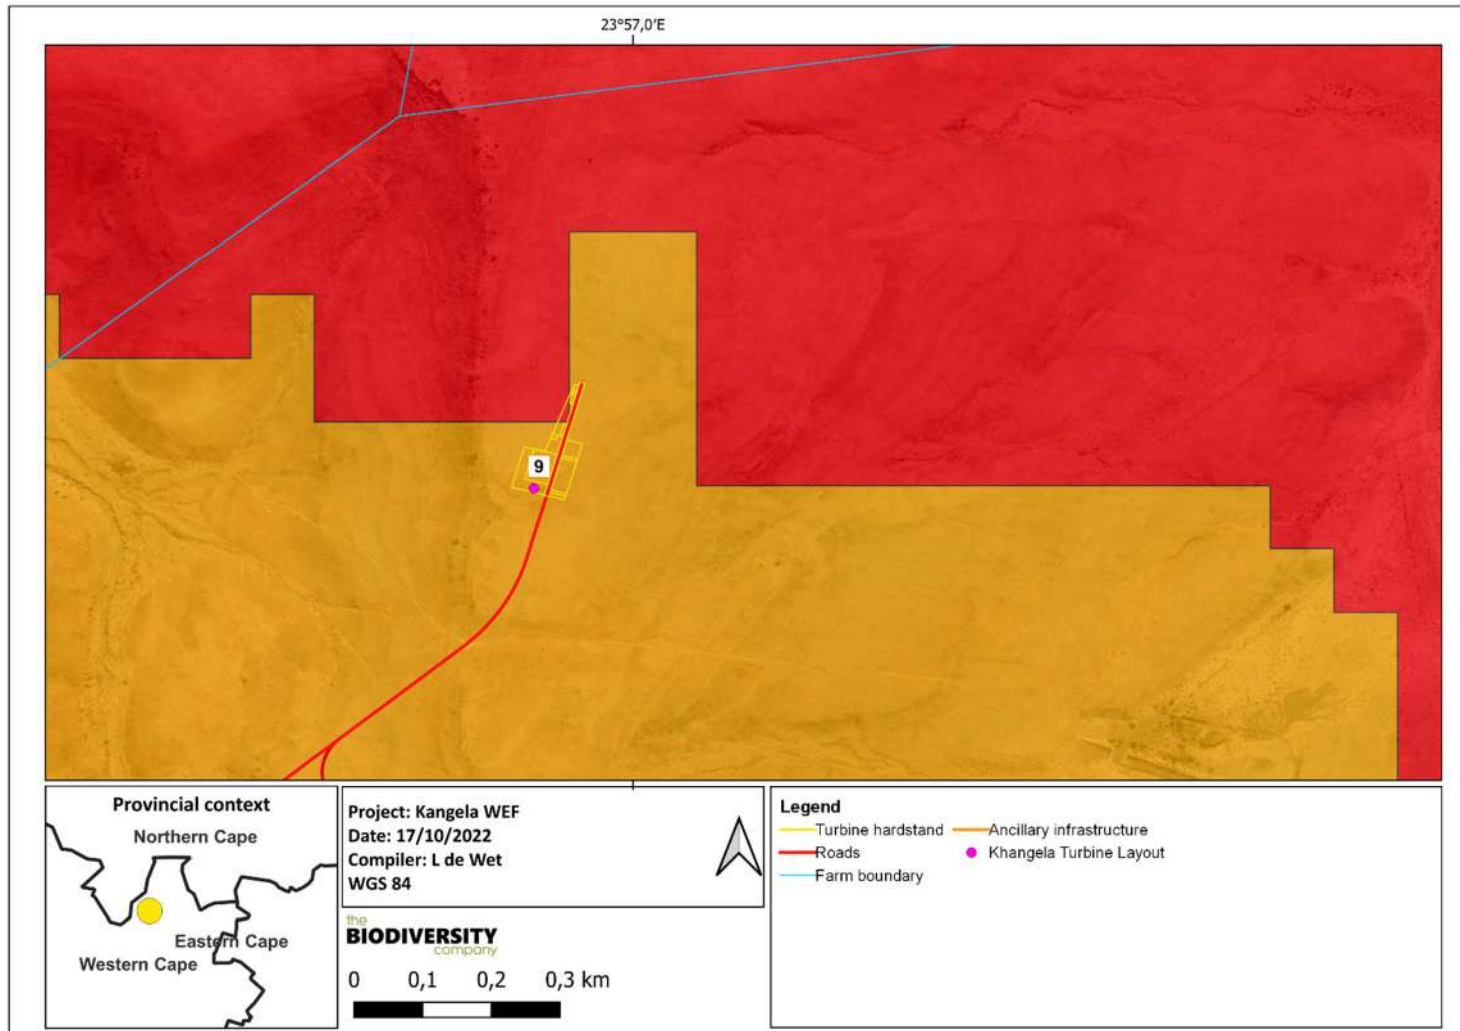 23°57,0'E
9
Provincial context
Northern Cape
Eastern Cape
Western Cape
Project: Kangela WEF
Date: 17/10/2022
Compiler: L de Wet
WGS 84
the
BIODIVERSITY
company
0 0,1 0,2 0,3 km
Legend
Turbine hardstand
Roads
Farm boundary
Ancillary infrastructure
Khangela Turbine Layout